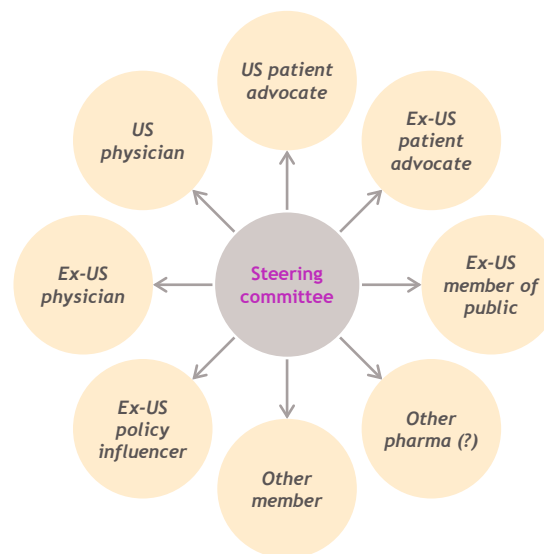 US patient
advocate
Ex-US
patient
advocate
US
physician
Ex-US
member of
public
Steering
committee
Ex-US
physician
Other
pharma (?)
Ex-US
policy
influencer
Other
member